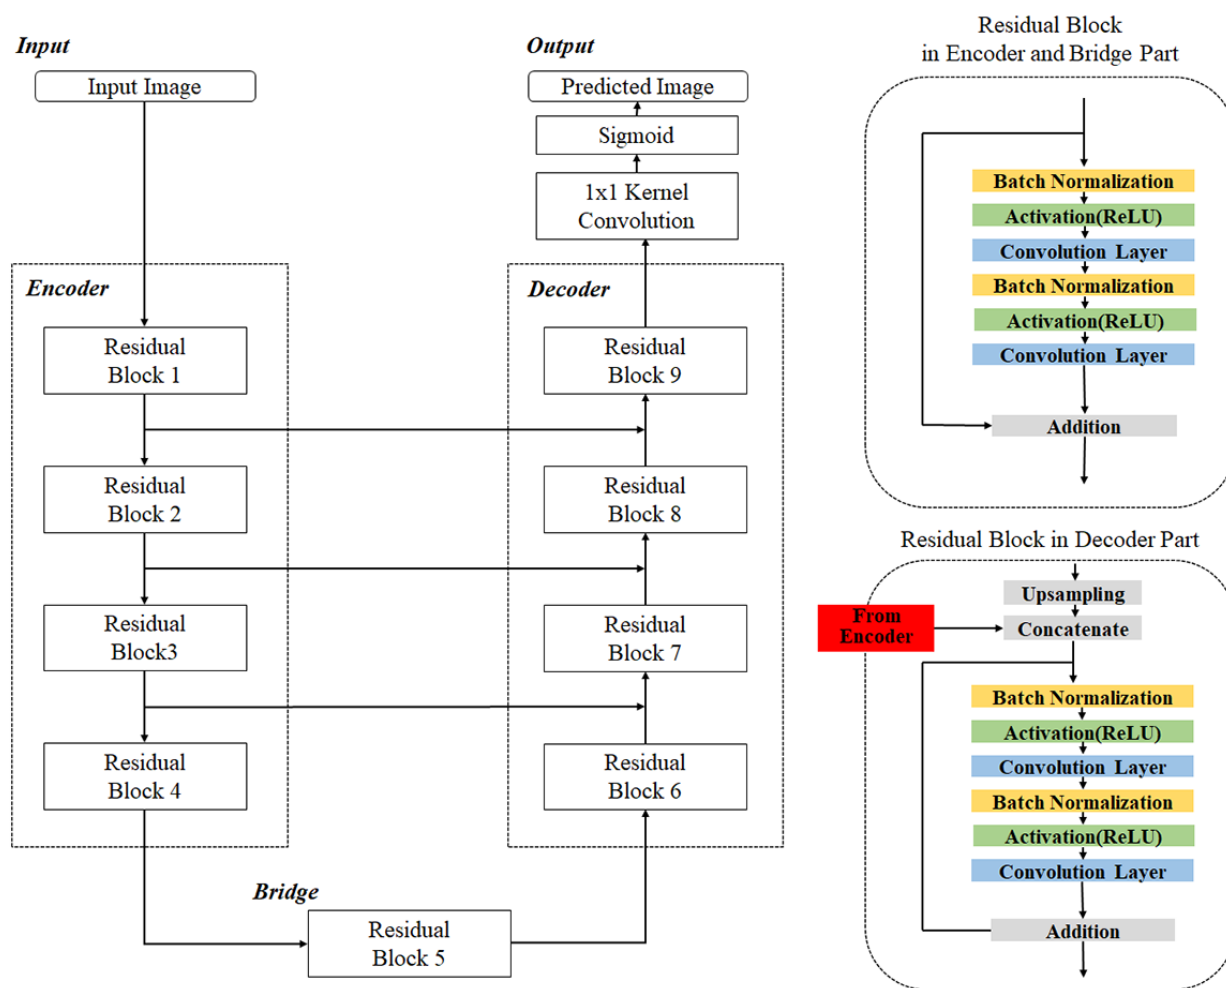 Input
Input Image
Encoder
Residual
Block 1
Residual
Block 2
Residual
Block3
Residual
Block 4
Bridge
Residual
Block 5
Output
Predicted Image
Sigmoid
1x1 Kernel
Convolution
Decoder
Residual
Block 9
Residual
Block 8
Residual
Block 7
Residual
Block 6
Residual Block
in Encoder and Bridge Part
Batch Normalization
Activation(ReLU)
Convolution Layer
Batch Normalization
Activation(ReLU)
Convolution Layer
Addition
Residual Block in Decoder Part
Upsampling
From
Encoder
Concatenate
Batch Normalization
Activation(ReLU)
Convolution Layer
Batch Normalization
Activation(ReLU)
Convolution Layer
Addition